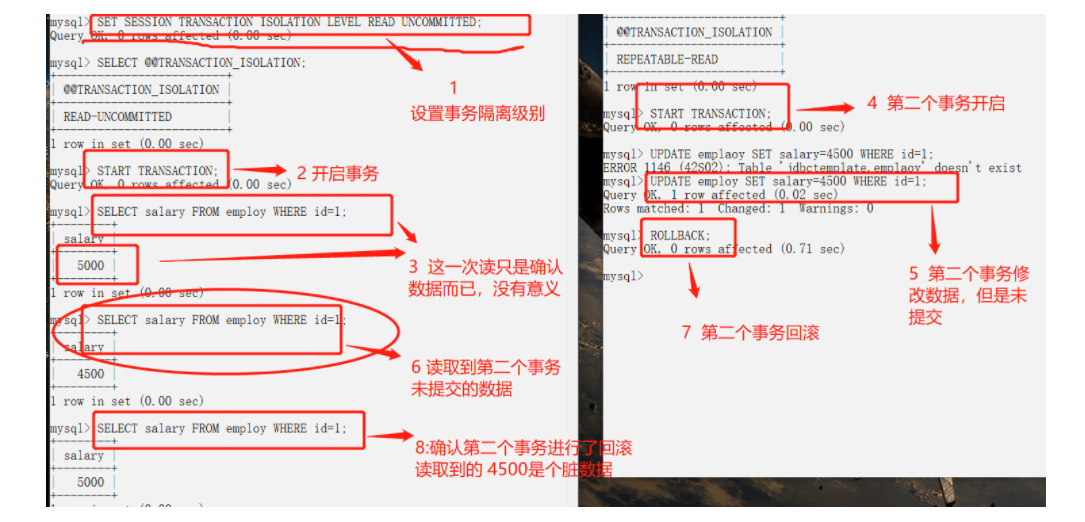 mysql> SET SESSION TRANSACTION ISOLATION LEVEL READ UNCOMMITTED;
Query OK, 0 rows affected (0.00 sec)
mysql> SELECT @@TRANSACTION_ISOLATION;
+-------------------------+
| @@TRANSACTION_ISOLATION |
+-------------------------+
| READ-UNCOMMITTED |
+-------------------------+
1 row in set (0.00 sec)
mysql> START TRANSACTION;
Query OK, 0 rows affected (0.00 sec)
mysql> SELECT salary FROM employ WHERE id=1;
+--------+
| salary |
+--------+
| 5000 |
+--------+
1 row in set (0.00 sec)
mysql> SELECT salary FROM employ WHERE id=1;
+--------+
| salary |
+--------+
| 4500 |
+--------+
1 row in set (0.00 sec)
mysql> SELECT salary FROM employ WHERE id=1;
+--------+
| salary |
+--------+
| 5000 |
+--------+
1
设置事务隔离级别
2 开启事务
3 这一次读只是确认
数据而已，没有意义
6 读取到第二个事务
未提交的数据
8:确认第二个事务进行了回滚
读取到的 4500是个脏数据
+-------------------------+
| @@TRANSACTION_ISOLATION |
+-------------------------+
| REPEATABLE-READ |
+-------------------------+
1 row in set (0.00 sec)
mysql> START TRANSACTION;
Query OK, 0 rows affected (0.00 sec)
mysql> UPDATE emplaoy SET salary=4500 WHERE id=1;
ERROR 1146 (42S02): Table 'jdbctemplate.emplaoy' doesn't exist
mysql> UPDATE employ SET salary=4500 WHERE id=1;
Query OK, 1 row affected (0.02 sec)
Rows matched: 1 Changed: 1 Warnings: 0
mysql> ROLLBACK;
Query OK, 0 rows affected (0.71 sec)
mysql>
4 第二个事务开启
5 第二个事务修
改数据，但是未
提交
7 第二个事务回滚